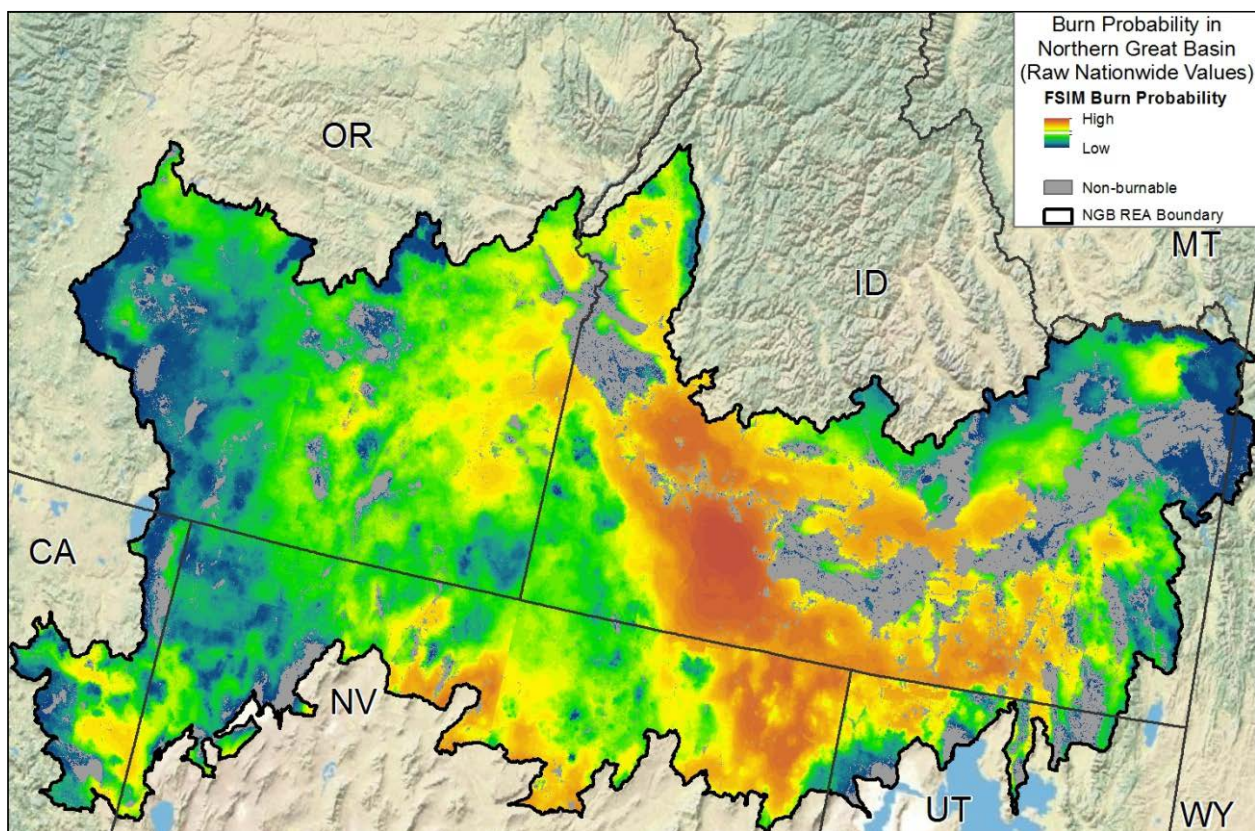 Burn Probability in
Northern Great Basin
(Raw Nationwide Values)
FSIM Burn Probability
High
Low
Non-burnable
NGB REA Boundary
OR
MT
ID
CA
NV
UT
WY